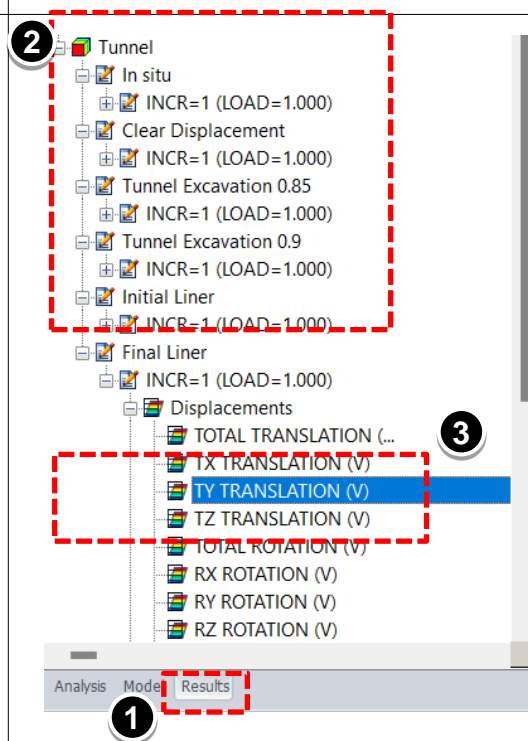 2
Tunnel
In situ
INCR=1 (LOAD=1.000)
Clear Displacement
INCR=1 (LOAD=1.000)
Tunnel Excavation 0.85
INCR=1 (LOAD=1.000)
Tunnel Excavation 0.9
INCR=1 (LOAD=1.000)
Initial Liner
INCR=1 (LOAD=1.000)
Final Liner
INCR=1 (LOAD=1.000)
Displacements
TOTAL TRANSLATION (...
3
TX TRANSLATION (V)
TY TRANSLATION (V)
TZ TRANSLATION (V)
TOTAL ROTATION (V)
RX ROTATION (V)
RY ROTATION (V)
RZ ROTATION (V)
Analysis Model Results
1